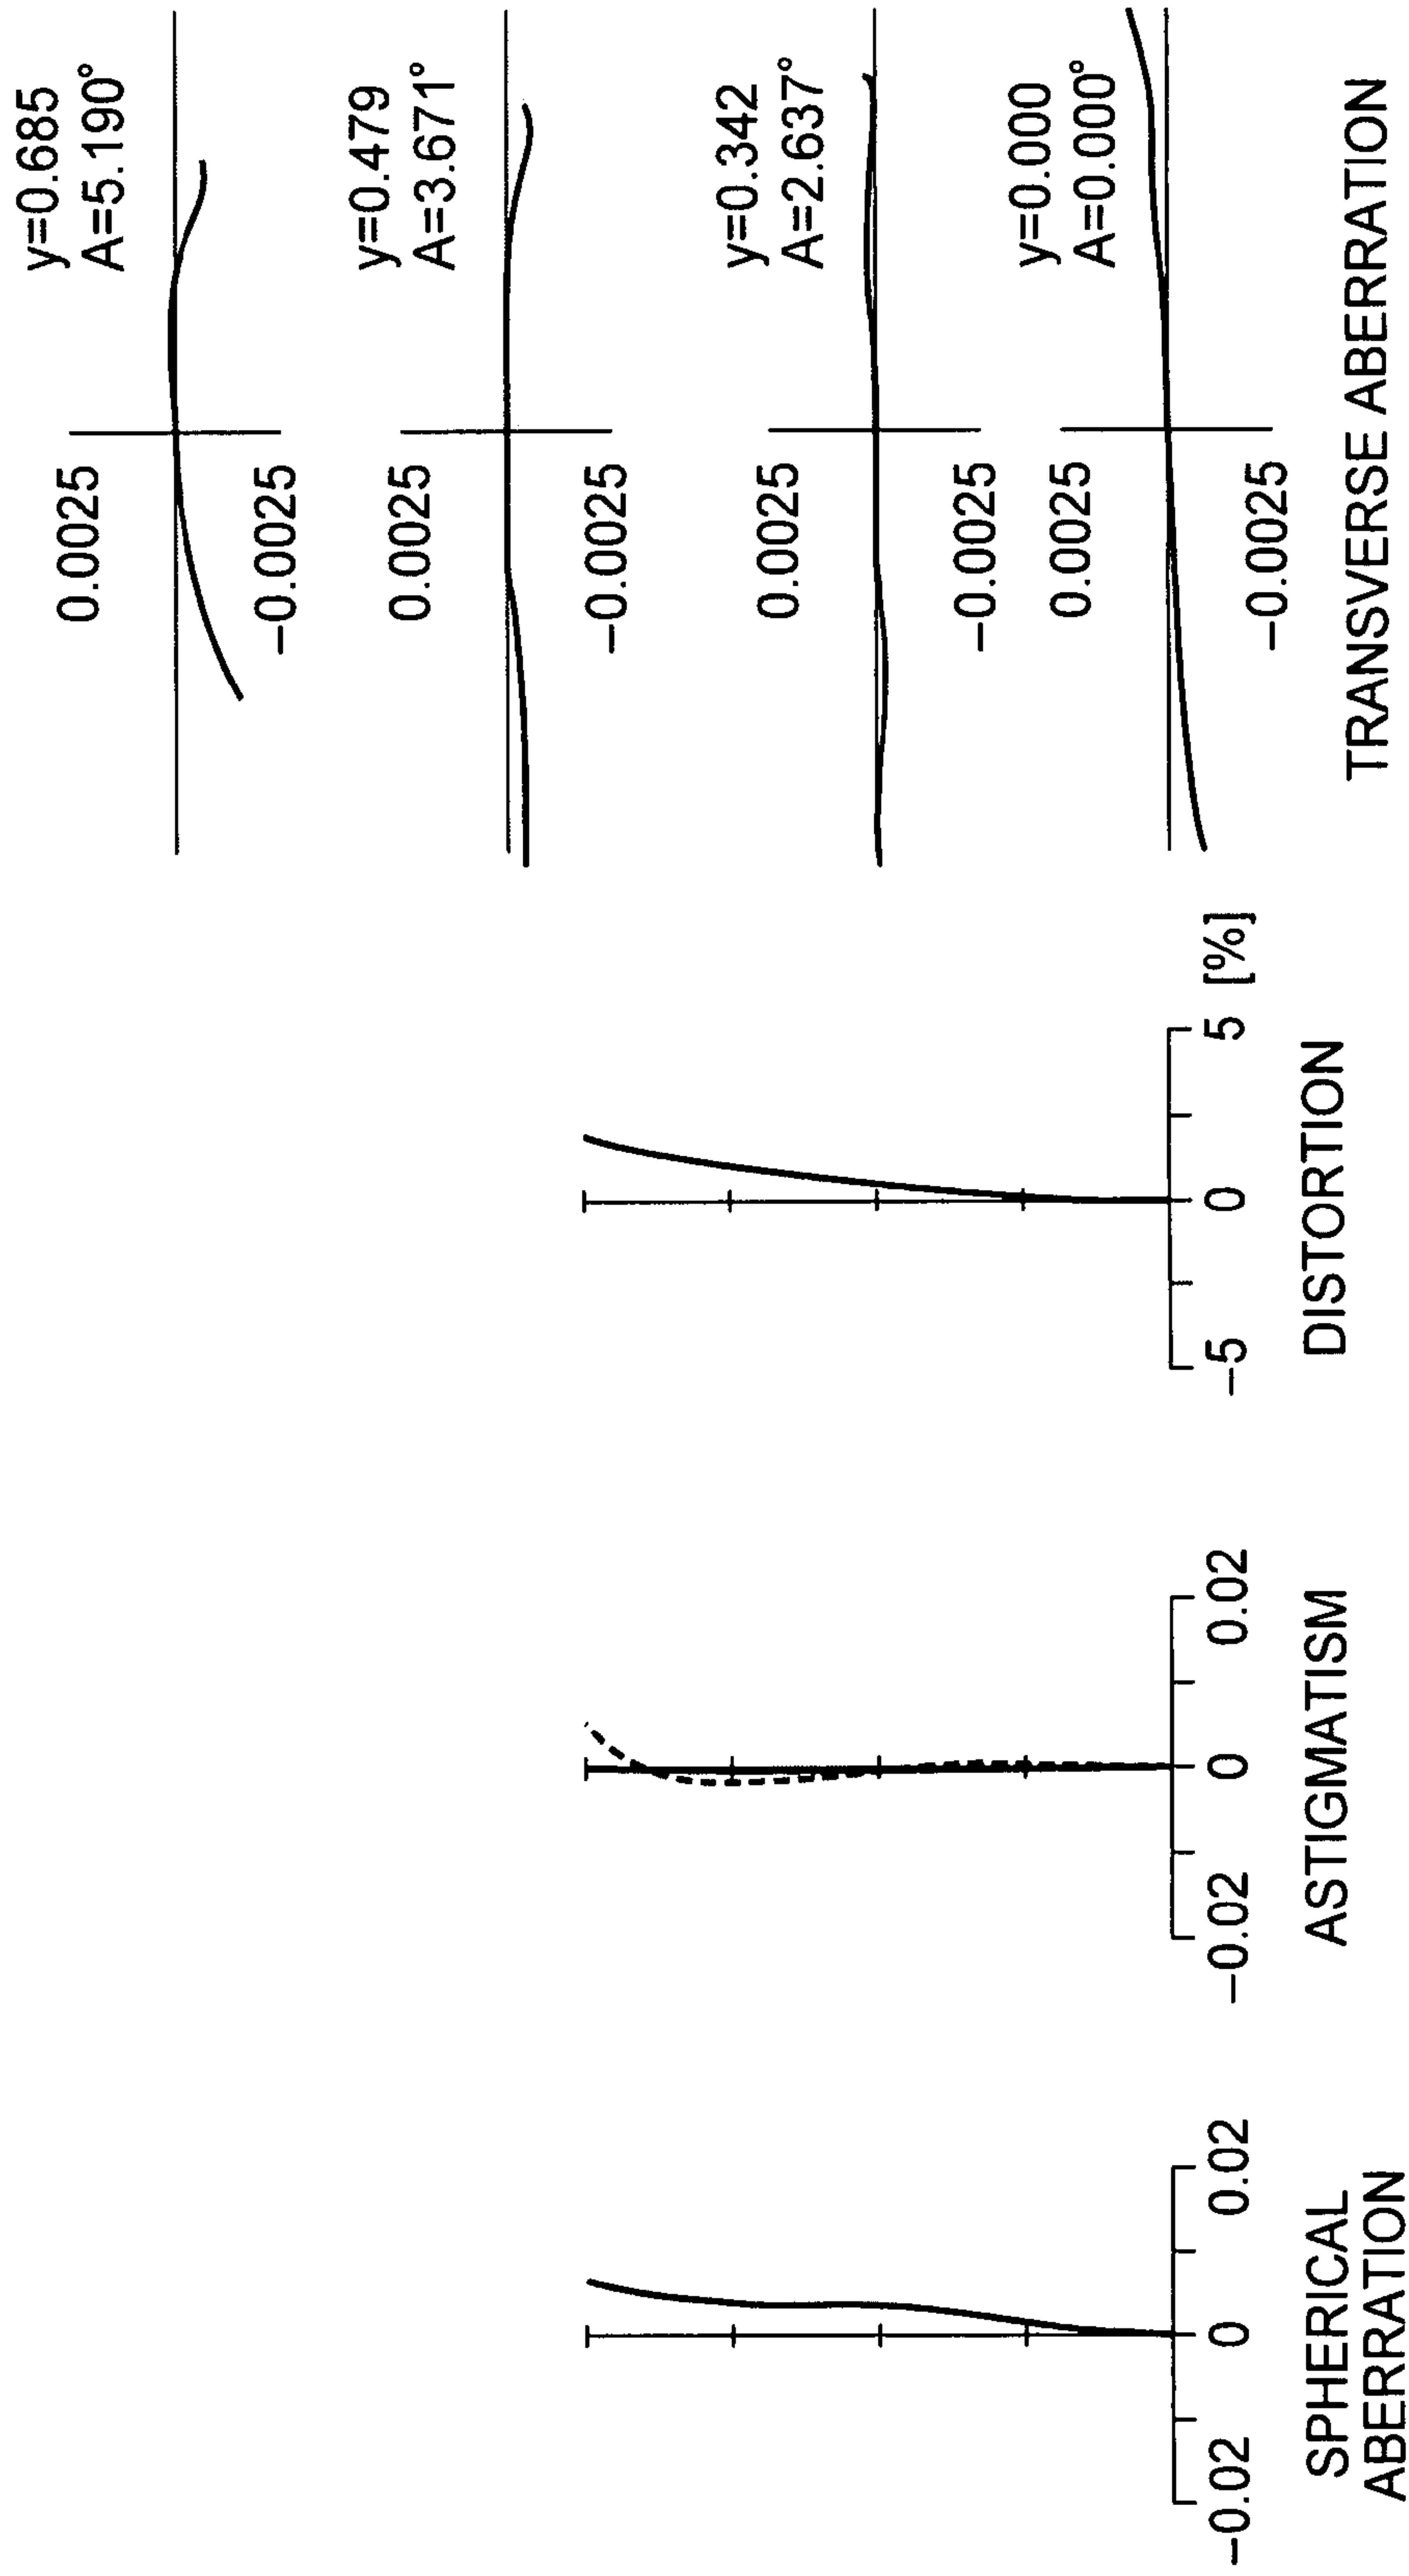 SPHERICAL
ABERRATION
−0.02
0
0.02
ASTIGMATISM
−0.02
0
0.02
DISTORTION
−5
0
5
[%]
TRANSVERSE ABERRATION
y=0.685
A=5.190°
0.0025
−0.0025
y=0.479
A=3.671°
0.0025
−0.0025
y=0.342
A=2.637°
0.0025
−0.0025
y=0.000
A=0.000°
0.0025
−0.0025